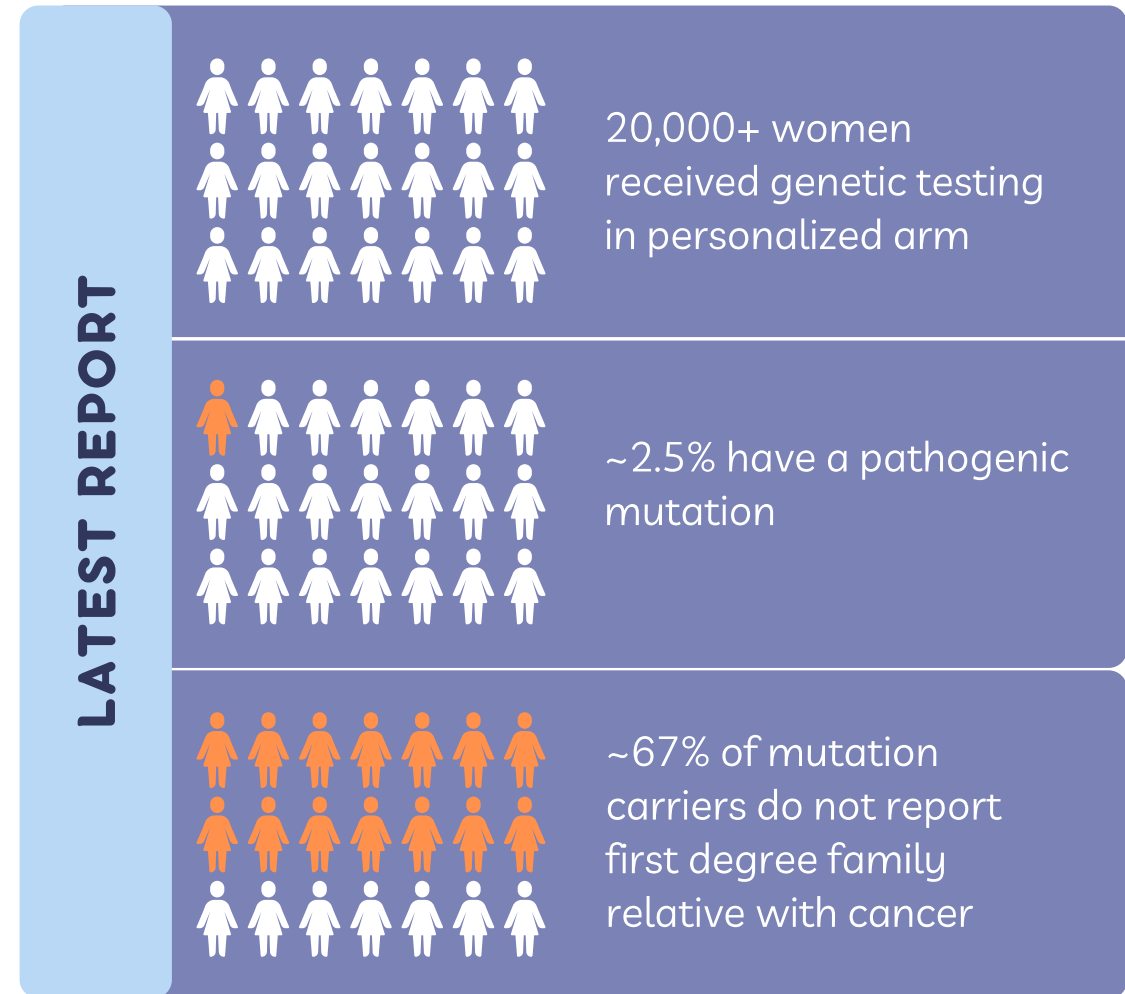 LATEST REPORT
20,000+ women
received genetic testing
in personalized arm
~2.5% have a pathogenic
mutation
~67% of mutation
carriers do not report
first degree family
relative with cancer